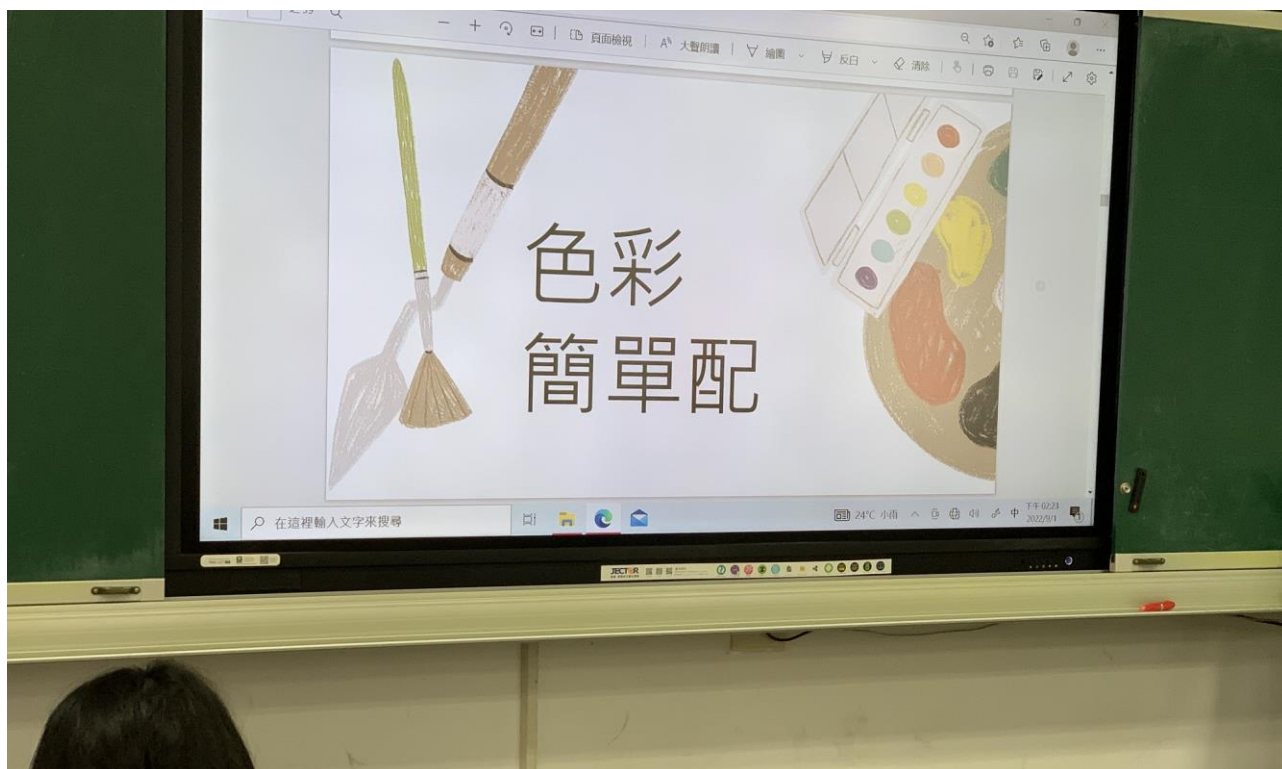 頁面檢視 大聲朗讀 繪圖 反白 清除
色彩
簡單配
在這裡輸入文字來搜尋
24°C 小雨 中 下午 02:23
2022/9/1
JECTOR